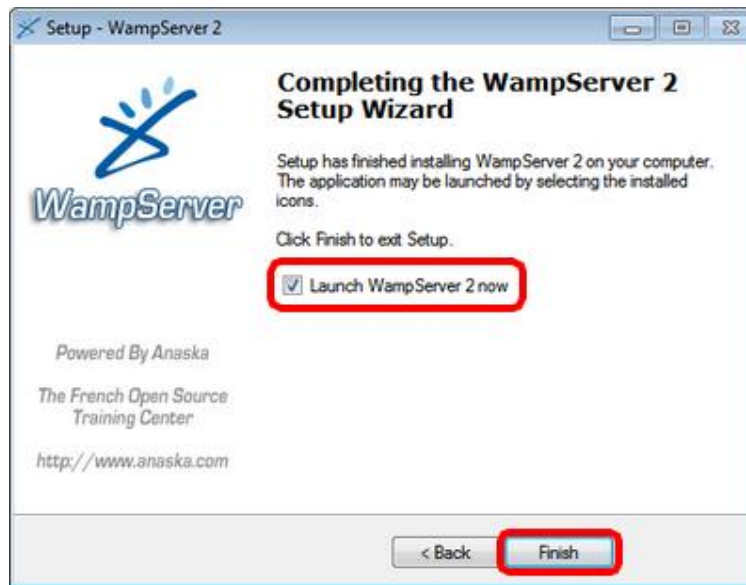 Setup - WampServer 2
WampServer
Completing the WampServer 2
Setup Wizard
Setup has finished installing WampServer 2 on your computer.
The application may be launched by selecting the installed
icons.
Click Finish to exit Setup.
Launch WampServer 2 now
Powered By Anaska
The French Open Source
Training Center
http://www.anaska.com
< Back
Finish